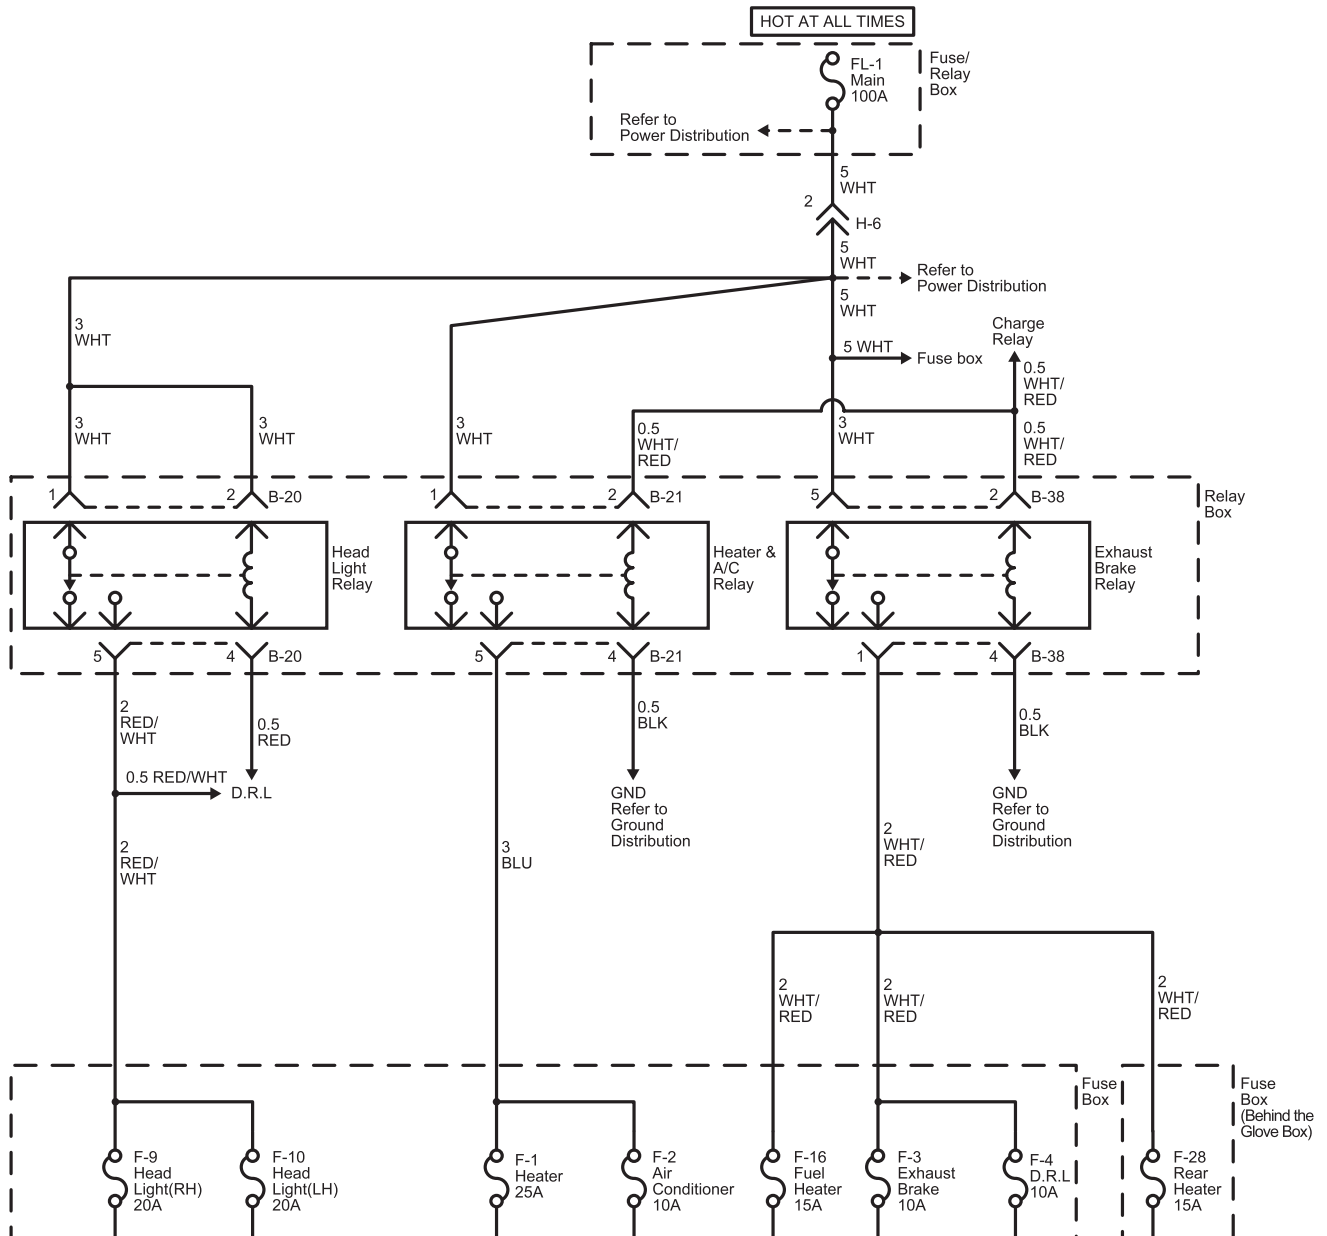 HOT AT ALL TIMES
FL-1
Main
100A
Fuse/
Relay
Box
Refer to
Power Distribution
5
WHT
2
H-6
5
WHT
Refer to
Power Distribution
5
WHT
3
WHT
Charge
Relay
5 WHT
Fuse box
0.5
WHT/
RED
3
WHT
3
WHT
3
WHT
0.5
WHT/
RED
3
WHT
0.5
WHT/
RED
1
2
B-20
1
2
B-21
5
2
B-38
Relay
Box
Head
Light
Relay
Heater &
A/C
Relay
Exhaust
Brake
Relay
5
4
B-20
5
4
B-21
1
4
B-38
2
RED/
WHT
0.5
RED
0.5
BLK
0.5
BLK
0.5 RED/WHT
D.R.L
GND
Refer to
Ground
Distribution
GND
Refer to
Ground
Distribution
2
RED/
WHT
3
BLU
2
WHT/
RED
2
WHT/
RED
2
WHT/
RED
2
WHT/
RED
Fuse
Box
Fuse
Box
(Behind the
Glove Box)
F-9
Head
Light(RH)
20A
F-10
Head
Light(LH)
20A
F-1
Heater
25A
F-2
Air
Conditioner
10A
F-16
Fuel
Heater
15A
F-3
Exhaust
Brake
10A
F-4
D.R.L
10A
F-28
Rear
Heater
15A